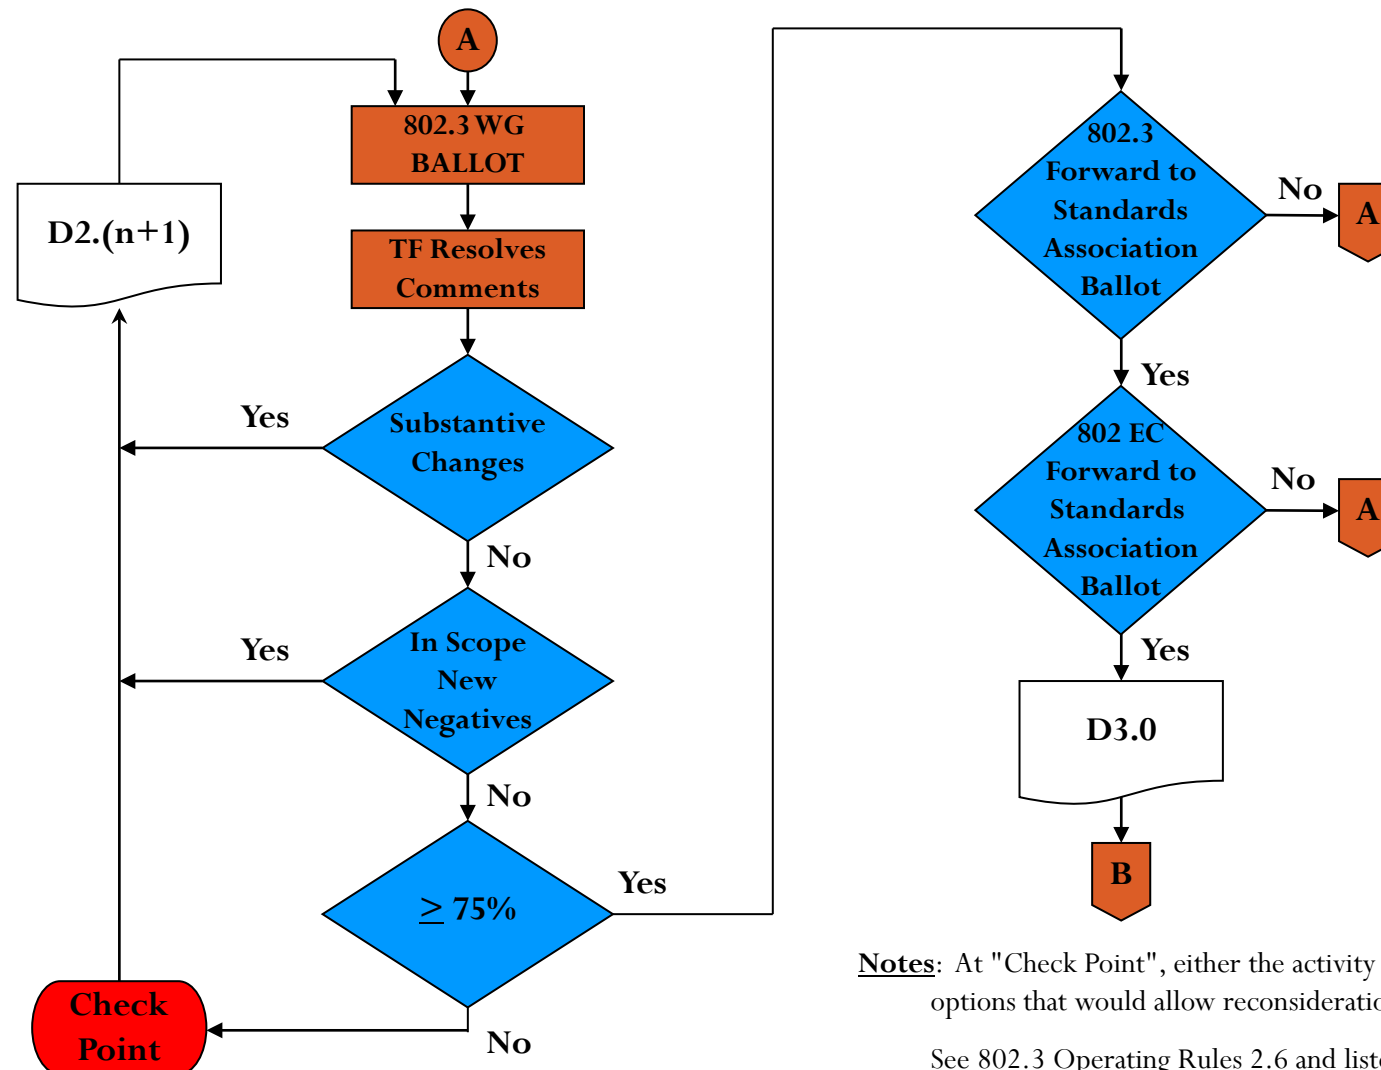 A
802.3 WG
BALLOT
D2.(n+1)
TF Resolves
Comments
Yes
Substantive
Changes
No
Yes
In Scope
New
Negatives
No
≥ 75%
Yes
Check
Point
No
802.3
Forward to
Standards
Association
Ballot
No
A
Yes
802 EC
Forward to
Standards
Association
Ballot
No
A
Yes
D3.0
B
Notes: At "Check Point", either the activity
options that would allow
See 802.3 Operating Rules 2.6 and